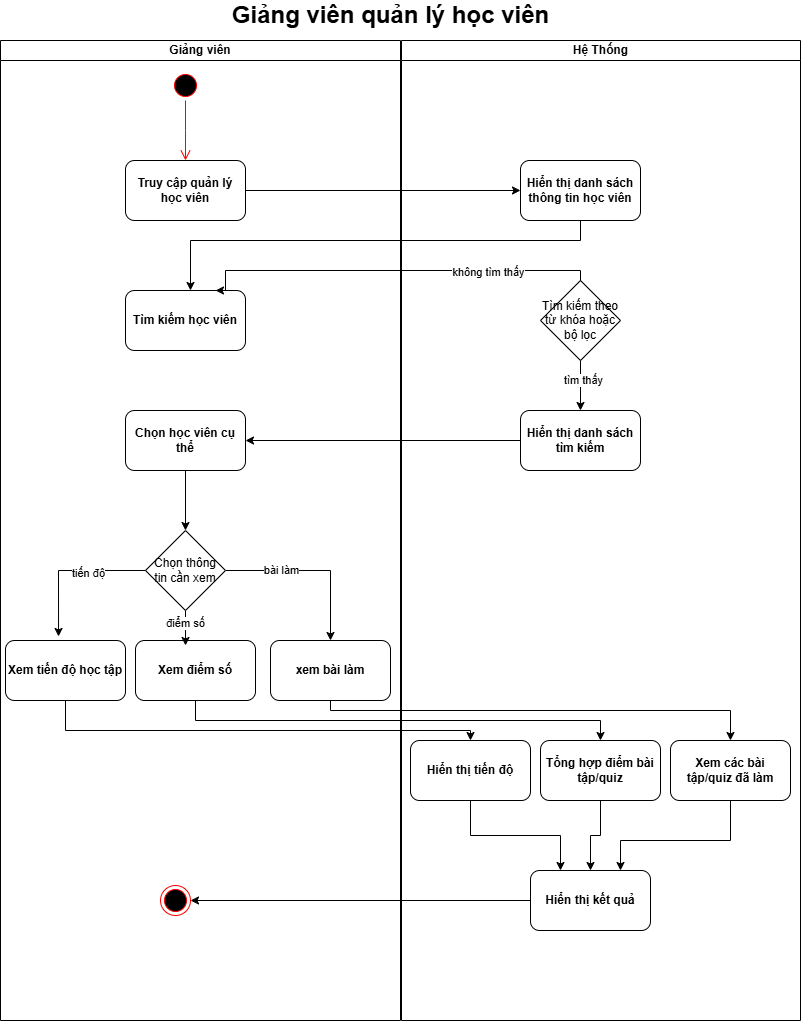 Giảng viên quản lý học viên
Giảng viên
Hệ Thống
Truy cập quản lý
học viên
Hiển thị danh sách
thông tin học viên
không tìm thấy
Tìm kiếm học viên
Tìm kiếm theo
từ khóa hoặc
bộ lọc
tìm thấy
Chọn học viên cụ
thể
Hiển thị danh sách
tìm kiếm
Chọn thông
tin cần xem
tiến độ
bài làm
điểm số
Xem tiến độ học tập
Xem điểm số
xem bài làm
Hiển thị tiến độ
Tổng hợp điểm bài
tập/quiz
Xem các bài
tập/quiz đã làm
Hiển thị kết quả